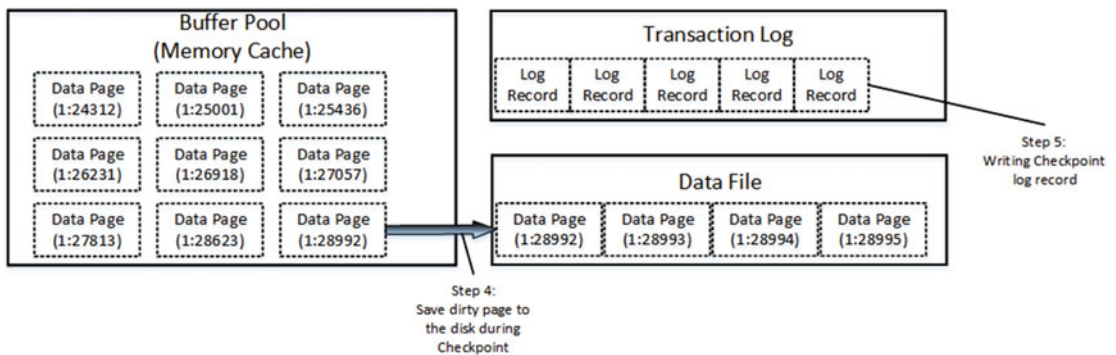 Buffer Pool
(Memory Cache)
Data Page
(1:24312)
Data Page
(1:25001)
Data Page
(1:25436)
Data Page
(1:26231)
Data Page
(1:26918)
Data Page
(1:27057)
Data Page
(1:27813)
Data Page
(1:28623)
Data Page
(1:28992)
Transaction Log
Log
Record
Log
Record
Log
Record
Log
Record
Log
Record
Step 5:
Writing Checkpoint
log record
Data File
Data Page
(1:28992)
Data Page
(1:28993)
Data Page
(1:28994)
Data Page
(1:28995)
Step 4:
Save dirty page to
the disk during
Checkpoint